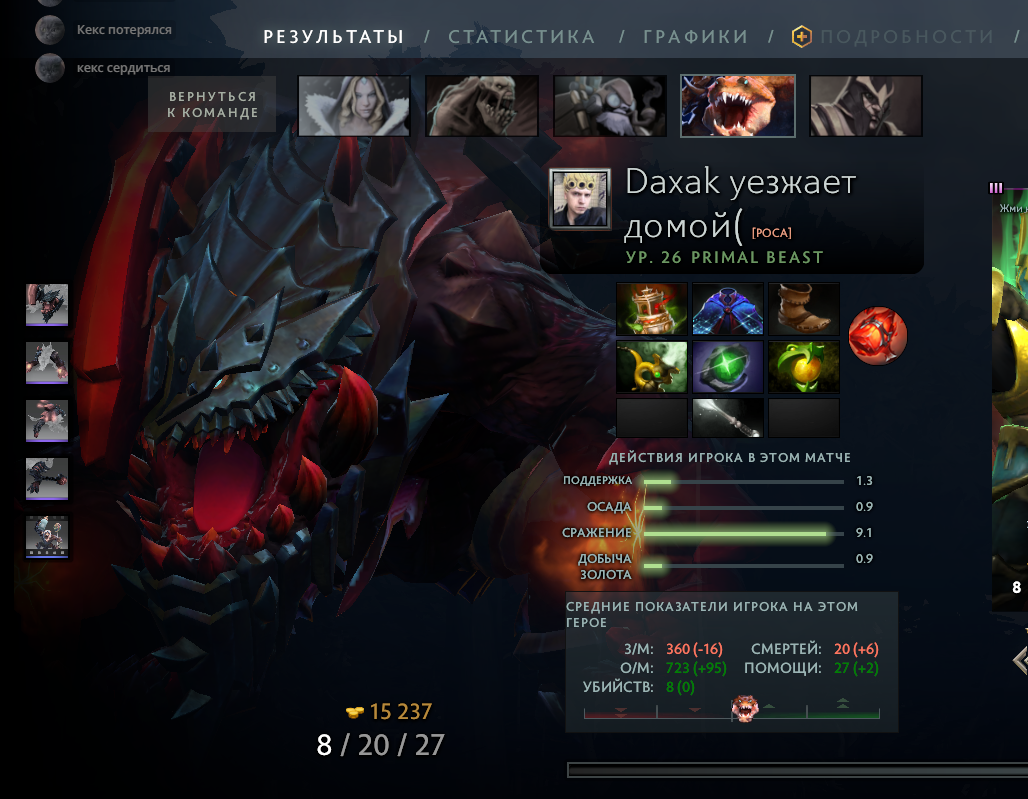 Кекс потерялся
РЕЗУЛЬТАТЫ / СТАТИСТИКА / ГРАФИКИ / ПОДРОБНОСТИ /
кекс сердиться
ВЕРНУТЬСЯ
К КОМАНДЕ
Daxak уезжает
домой( [РОСА]
УР. 26 PRIMAL BEAST
Жми
ДЕЙСТВИЯ ИГРОКА В ЭТОМ МАТЧЕ
ПОДДЕРЖКА 1.3
ОСАДА 0.9
СРАЖЕНИЕ 9.1
ДОБЫЧА 0.9
ЗОЛОТА
8
СРЕДНИЕ ПОКАЗАТЕЛИ ИГРОКА НА ЭТОМ
ГЕРОЕ
З/М: 360 (-16) СМЕРТЕЙ: 20 (+6)
О/М: 723 (+95) ПОМОЩИ: 27 (+2)
УБИЙСТВ: 8 (0)
15 237
8 / 20 / 27